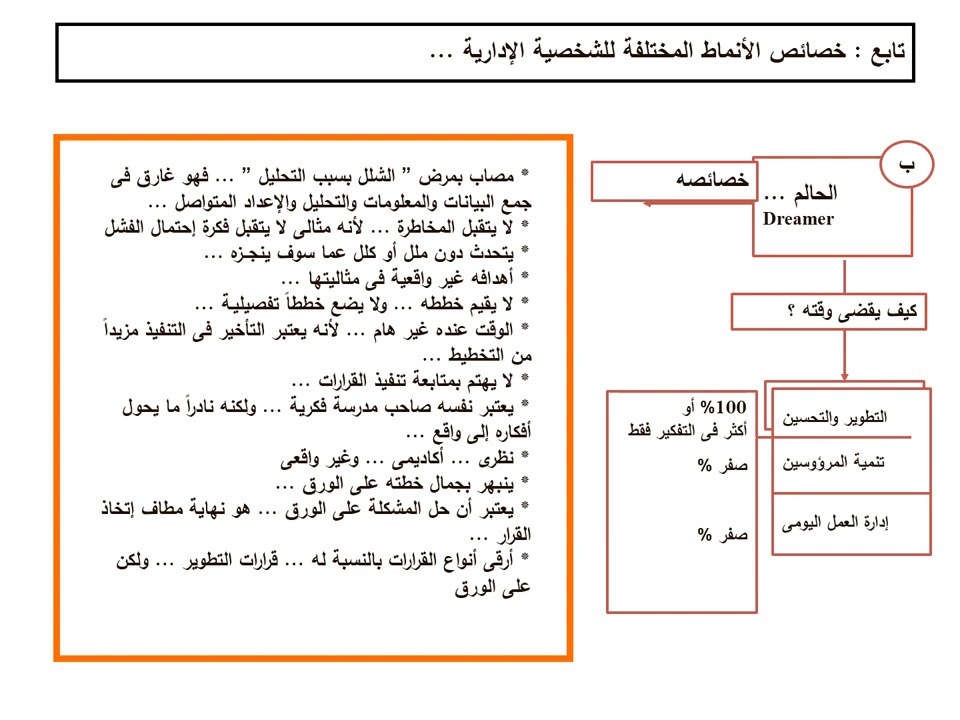 تابع : خصائص الأنماط المختلفة للشخصية الإدارية ...
ب
الحالم ...
Dreamer
خصائصه
* مصاب بمرض ” الشلل بسبب التحليل ” ... فهو غارق فى
جمع البيانات والمعلومات والتحليل والإعداد المتواصل ...
* لا يتقبل المخاطرة ... لأنه مثالى لا يتقبل فكرة إحتمال الفشل
* يتحدث دون ملل أو كلل عما سوف ينجـزه ...
* أهدافه غير واقعية فى مثاليتها ...
* لا يقيم خططه ... ولا يضع خططاً تفصيليـة ...
* الوقت عنده غير هام ... لأنه يعتبر التأخير فى التنفيذ مزيداً
من التخطيط ...
* لا يهتم بمتابعة تنفيذ القرارات ...
* يعتبر نفسه صاحب مدرسة فكرية ... ولكنه نادراً ما يحول
أفكاره إلى واقع ...
* نظرى ... أكاديمى ... وغير واقعى
* ينبهر بجمال خطته على الورق ...
* يعتبر أن حل المشكلة على الورق ... هو نهاية مطاف إتخاذ
القرار ...
* أرقى أنواع القرارات بالنسبة له ... قرارات التطوير ... ولكن
على الورق
كيف يقضى وقته ؟
التطوير والتحسين
100% أو
أكثر فى التفكير فقط
تنمية المرؤوسين
صفر %
إدارة العمل اليومى
صفر %